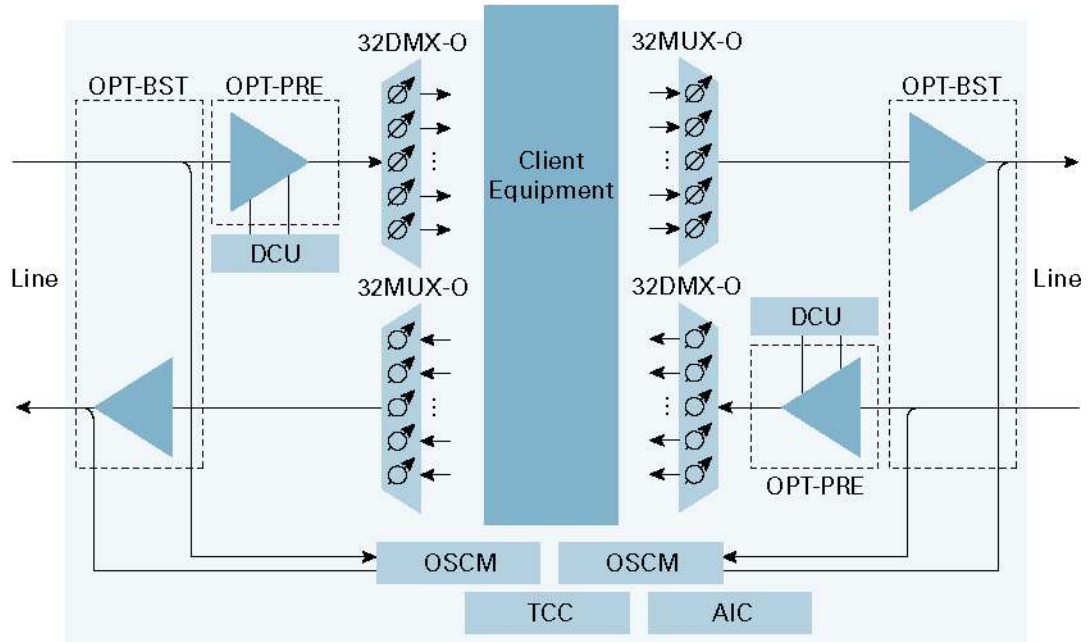 32DMX-O
32MUX-O
OPT-BST
OPT-PRE
OPT-BST
Client
Equipment
DCU
Line
32MUX-O
32DMX-O
Line
DCU
OPT-PRE
OSCM
OSCM
TCC
AIC